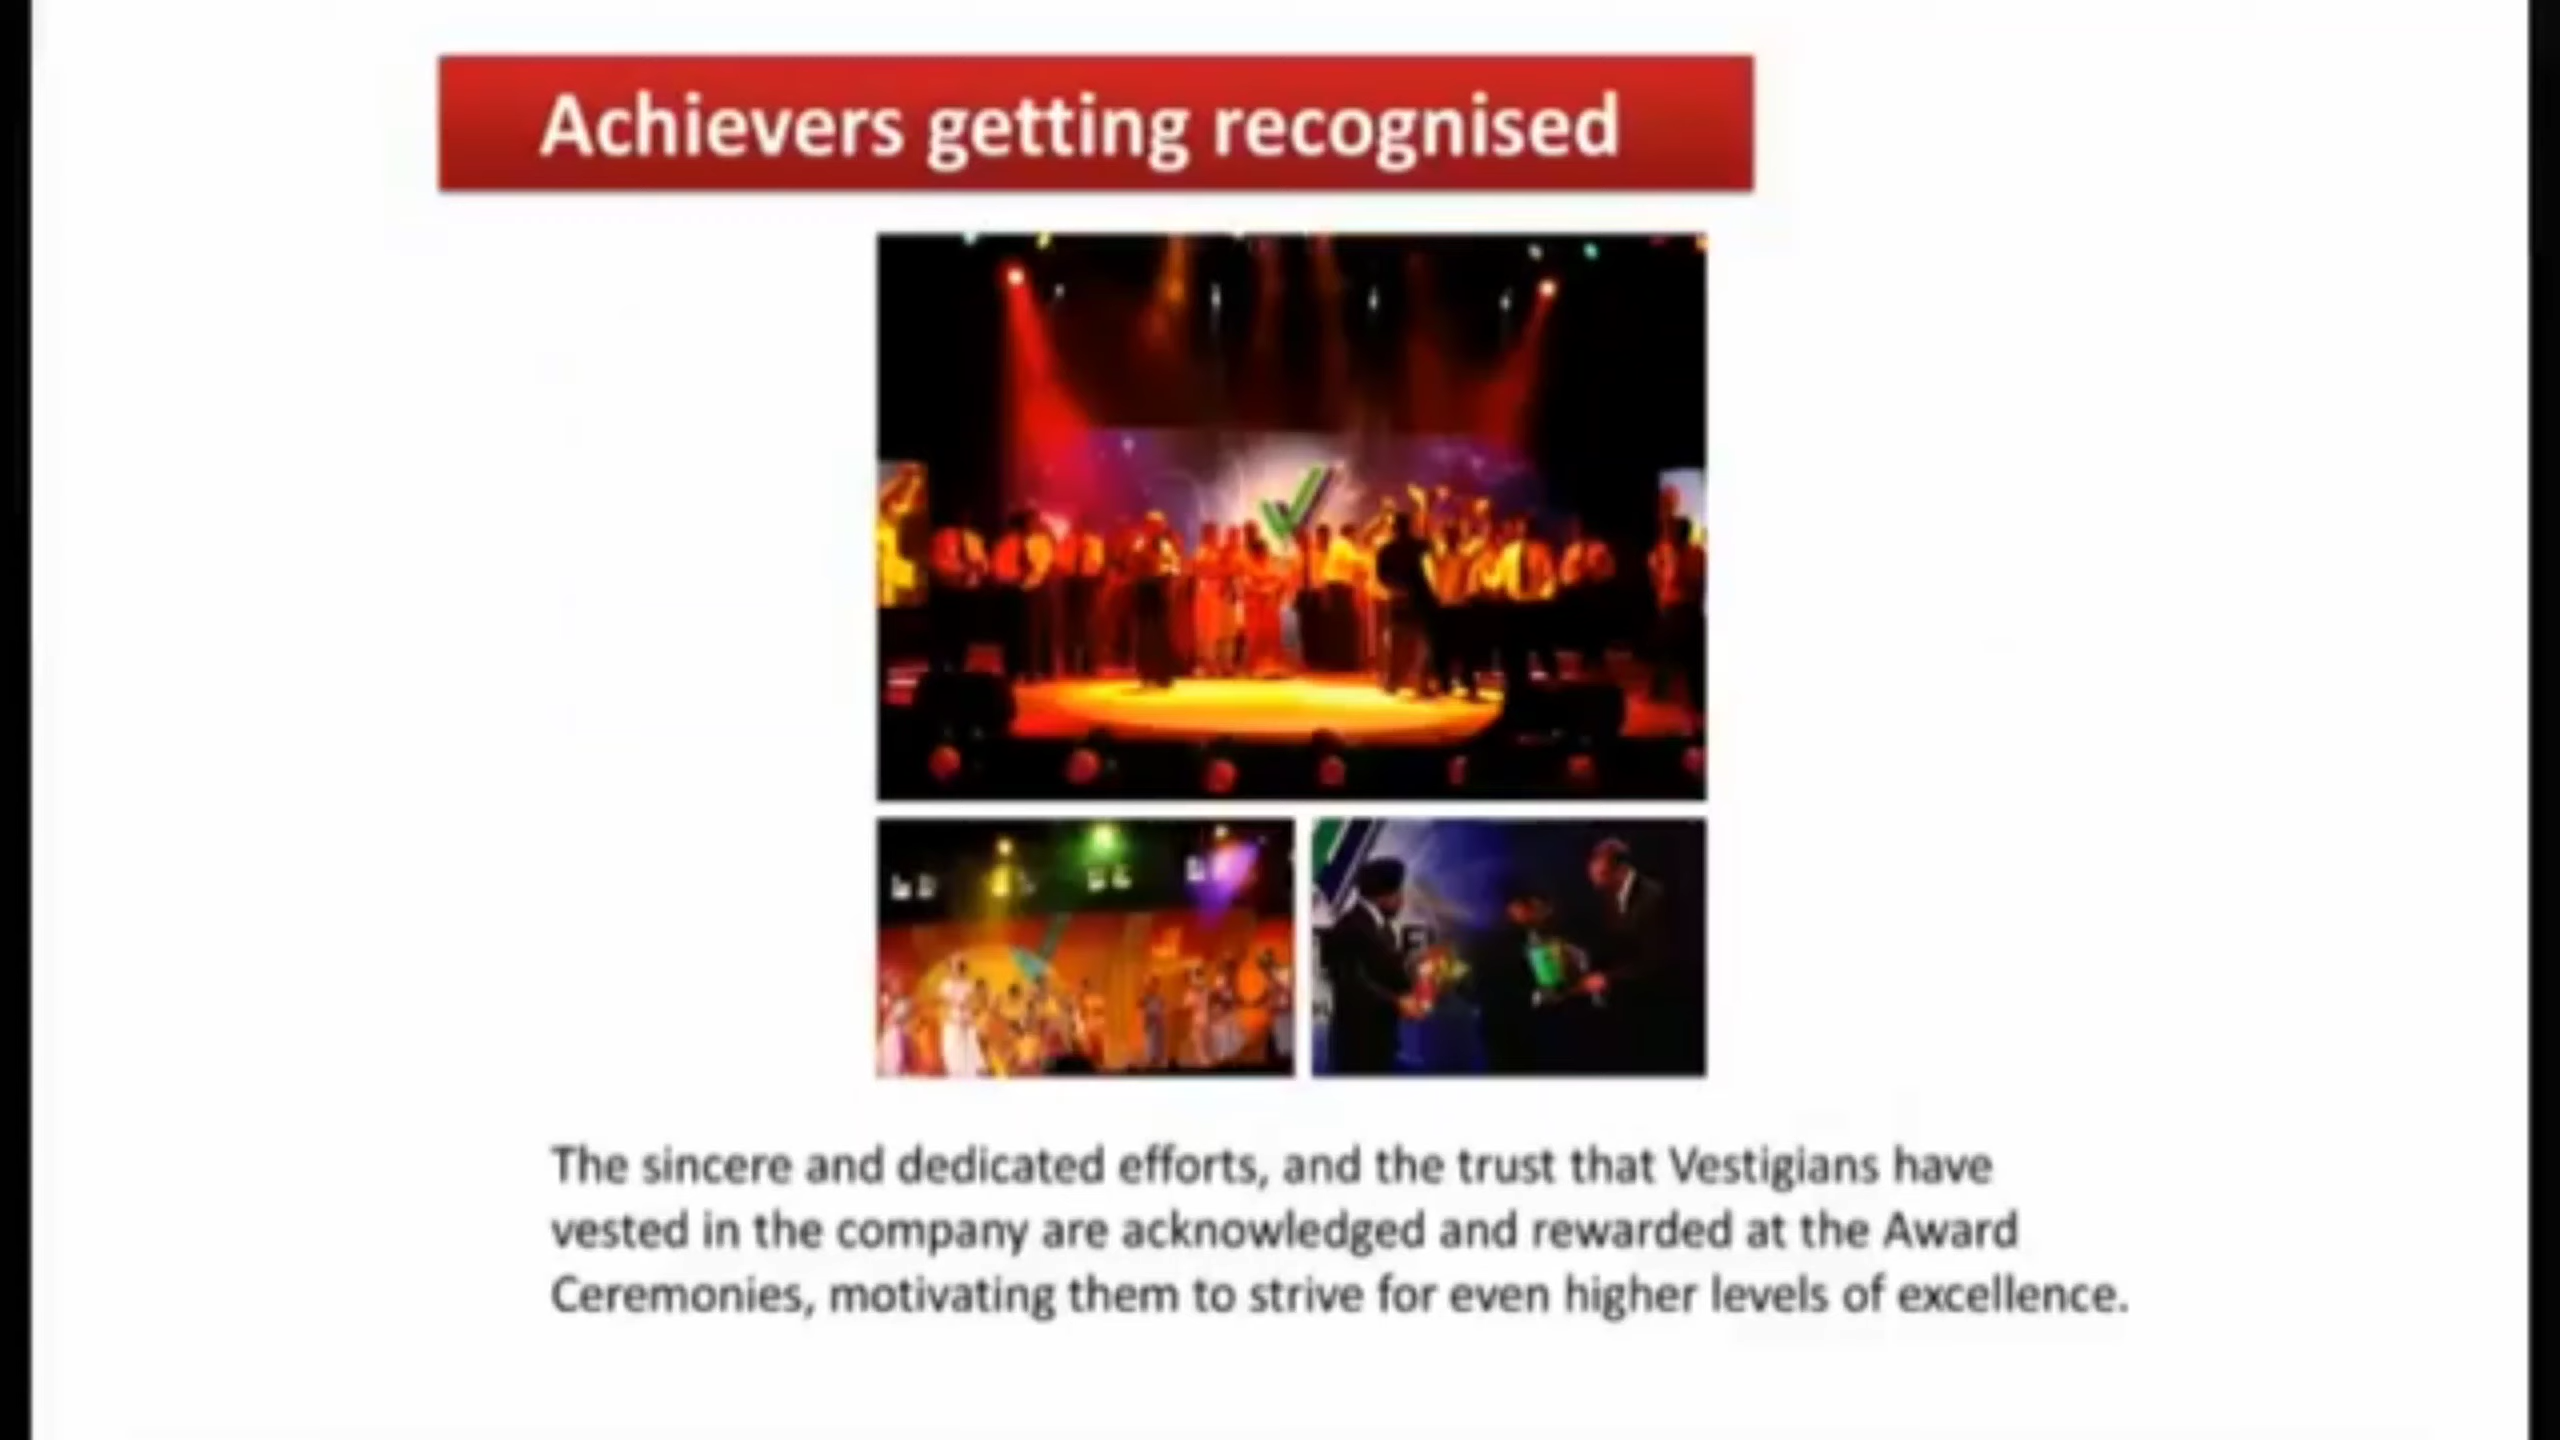 Achievers getting recognised
The sincere and dedicated efforts, and the trust that Vestigians have
vested in the company are acknowledged and rewarded at the Award
Ceremonies, motivating them to strive for even higher levels of excellence.